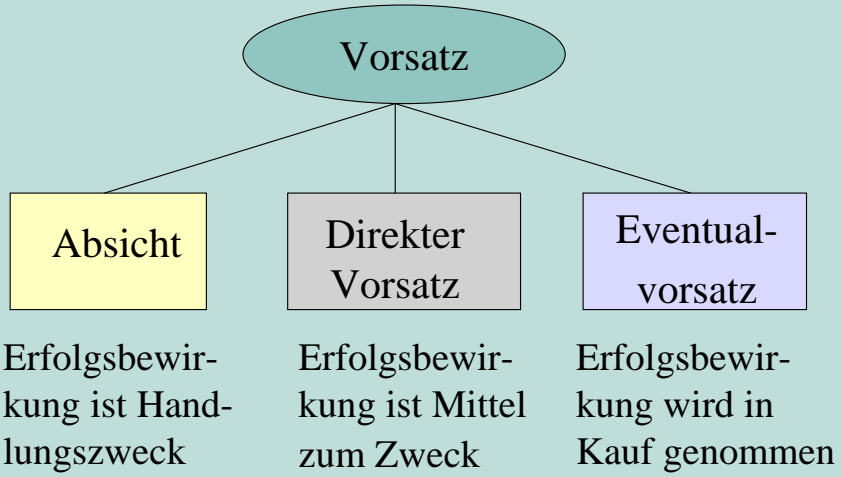 Vorsatz
Absicht
Direkter
Vorsatz
Eventual-
vorsatz
Erfolgsbewir-
kung ist Hand-
lungszweck
Erfolgsbewir-
kung ist Mittel
zum Zweck
Erfolgsbewir-
kung wird in
Kauf genommen